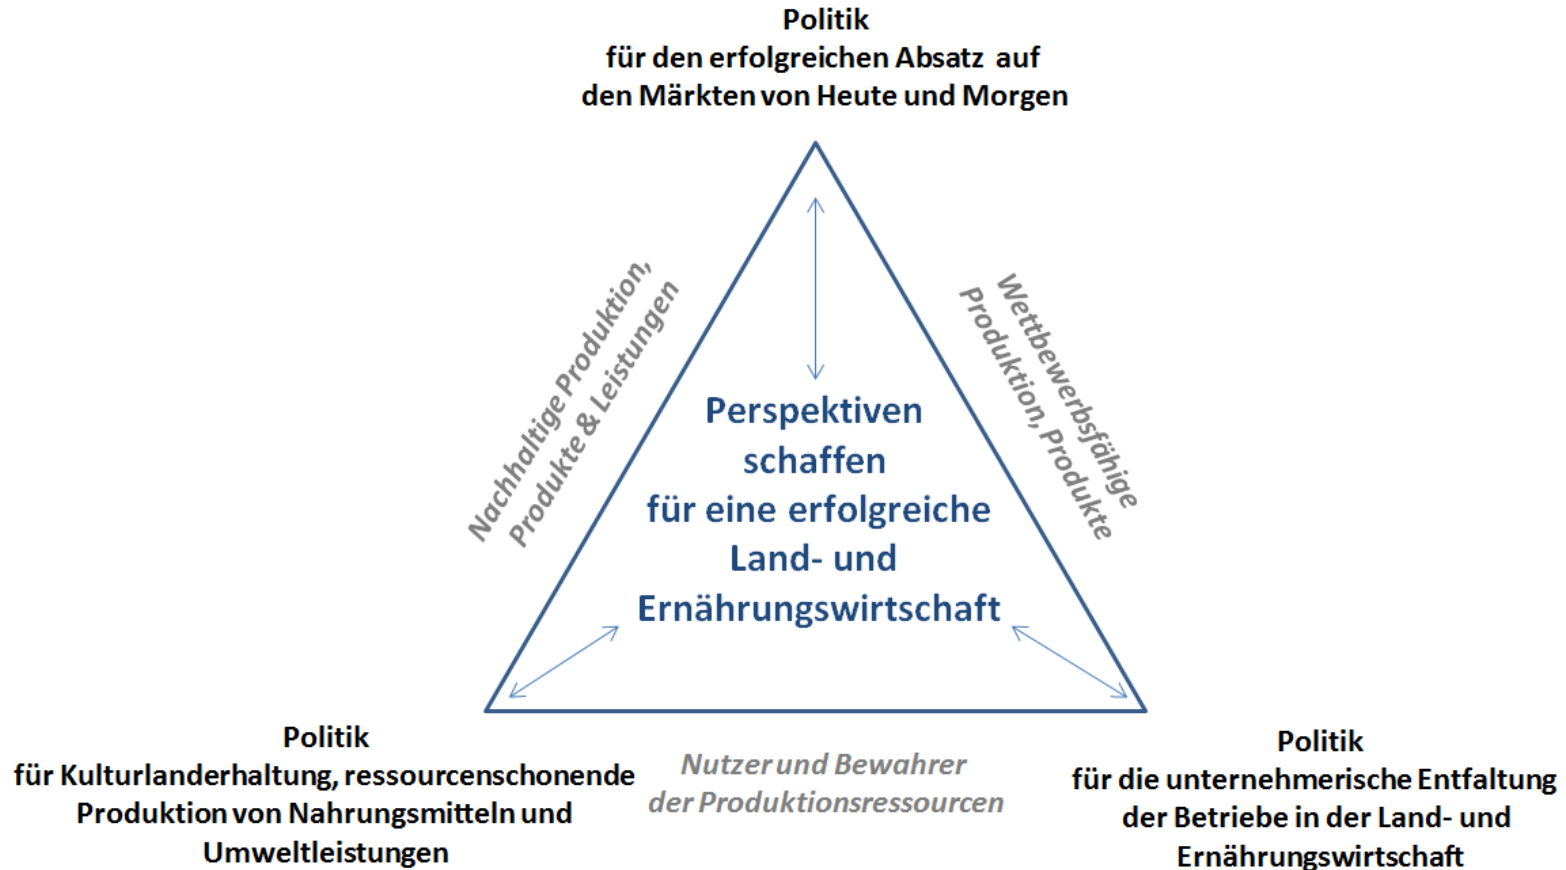 Politik
für den erfolgreichen Absatz auf
den Märkten von Heute und Morgen
Nachhaltige Produktion,
Produkte & Leistungen
Wettbewerbsfähige
Produktion, Produkte
Perspektiven
schaffen
für eine erfolgreiche
Land- und
Ernährungswirtschaft
Politik
für Kulturlanderhaltung, ressourcenschonende
Produktion von Nahrungsmitteln und
Umweltleistungen
Nutzer und Bewahrer
der Produktionsressourcen
Politik
für die unternehmerische Entfaltung
der Betriebe in der Land- und
Ernährungswirtschaft